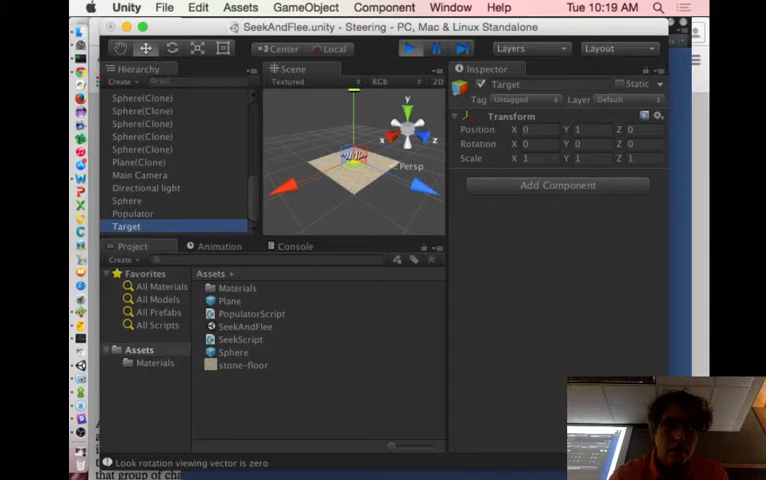 Unity File Edit Assets GameObject Component Window Help Tue 10:19 AM
SeekAndFlee.unity - Steering - PC, Mac & Linux Standalone
Center Local Layers Layout
Hierarchy
Create
Sphere(Clone)
Sphere(Clone)
Sphere(Clone)
Sphere(Clone)
Sphere(Clone)
Plane(Clone)
Main Camera
Directional light
Sphere
Populator
Target
Scene
Textured RGB 2D
y
x
z
Persp
Inspector
Target Static
Tag Untagged Layer Default
Transform
Position X 0 Y 1 Z 0
Rotation X 0 Y 0 Z 0
Scale X 1 Y 1 Z 1
Add Component
Project Animation Console
Create
Favorites
All Materials
All Models
All Prefabs
All Scripts
Assets
Materials
Assets
Materials
Plane
PopulatorScript
SeekAndFlee
SeekScript
Sphere
stone-floor
Look rotation viewing vector is zero
that group of cha